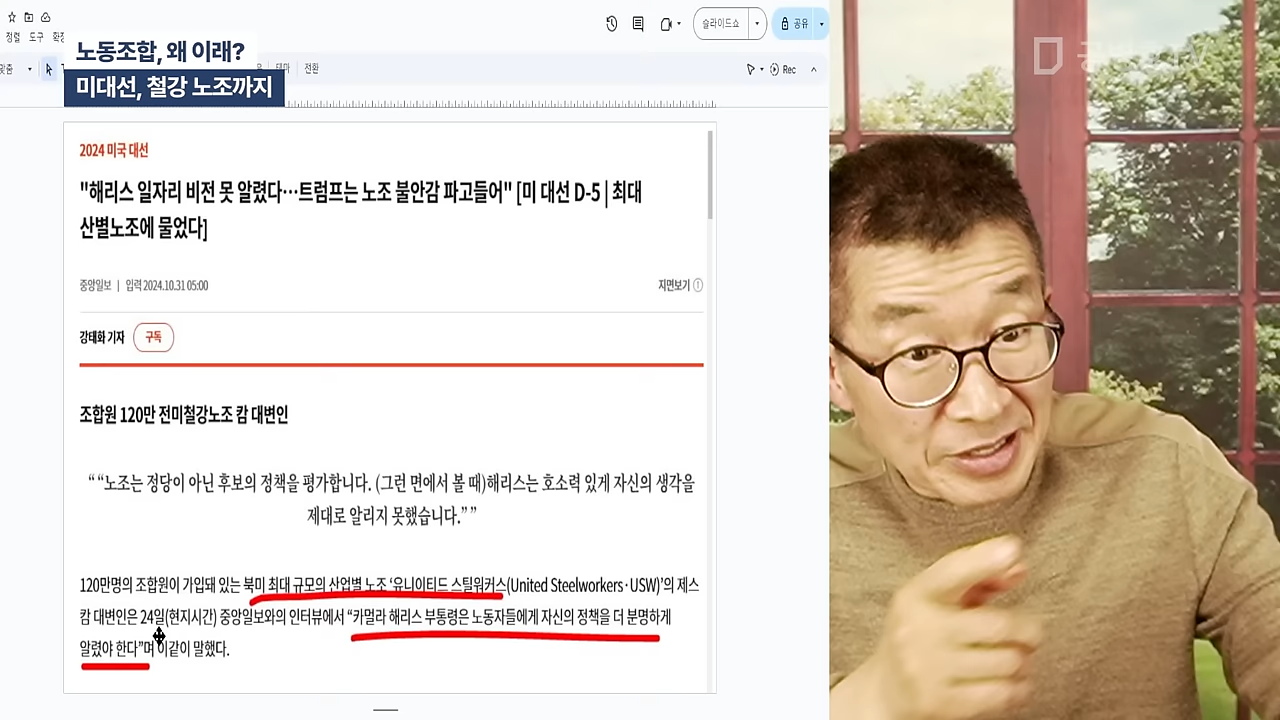 정렬 도구 확장
노동조합, 왜 이래?
미대선, 철강 노조까지
테마 전환
슬라이드쇼
공유
Rec
2024 미국 대선
"해리스 일자리 비전 못 알렸다…트럼프는 노조 불안감 파고들어" [미 대선 D-5 | 최대
산별노조에 물었다]
중앙일보 | 입력 2024.10.31 05:00
지면보기
강태화 기자 구독
조합원 120만 전미철강노조 캄 대변인
““노조는 정당이 아닌 후보의 정책을 평가합니다. (그런 면에서 볼 때)해리스는 호소력 있게 자신의 생각을
제대로 알리지 못했습니다.””
120만명의 조합원이 가입돼 있는 북미 최대 규모의 산업별 노조 ‘유나이티드 스틸워커스(United Steelworkers·USW)’의 제스
캄 대변인은 24일(현지시간) 중앙일보와의 인터뷰에서 “카멀라 해리스 부통령은 노동자들에게 자신의 정책을 더 분명하게
알렸야 한다”며 이같이 말했다.